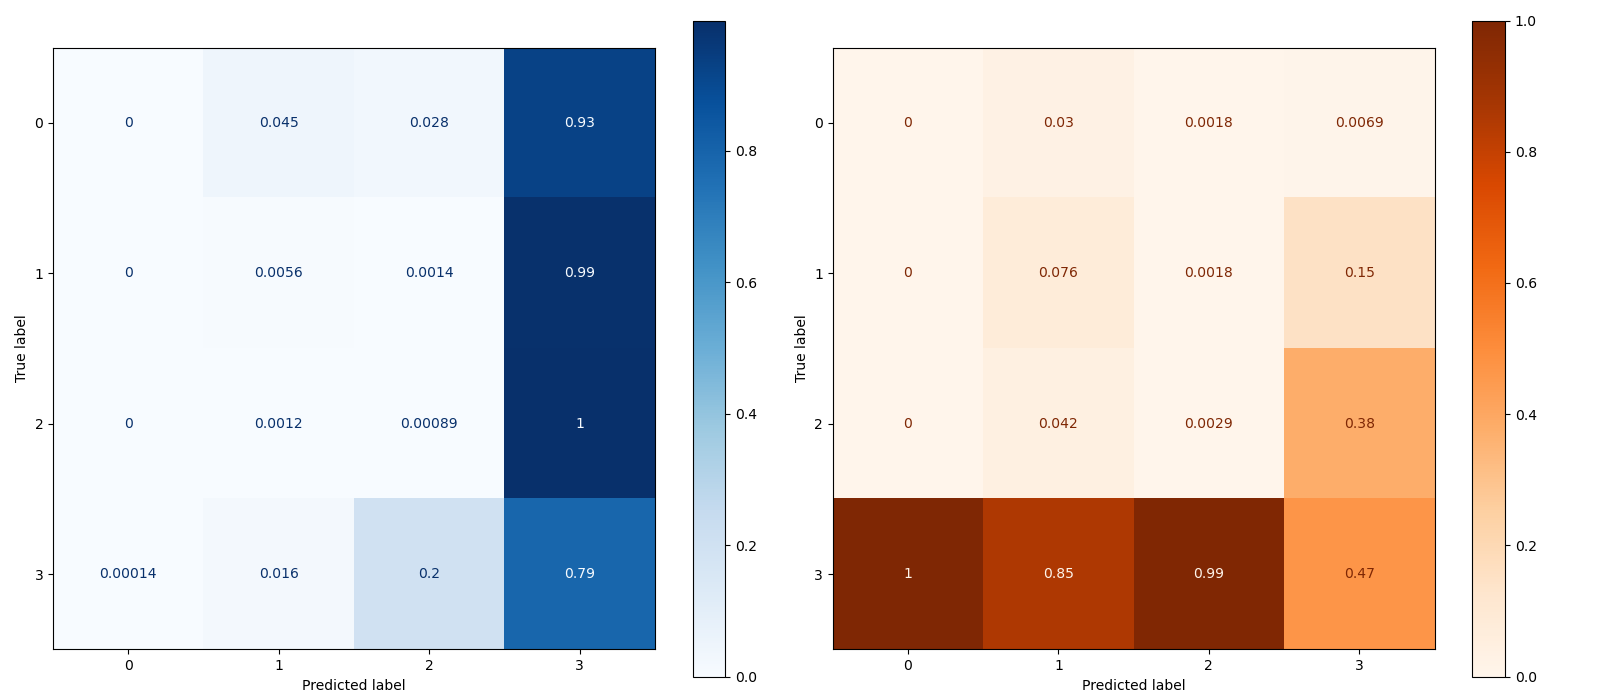 0 0 0.045 0.028 0.93
1 0 0.0056 0.0014 0.99
2 0 0.0012 0.00089 1
3 0.00014 0.016 0.2 0.79
0 1 2 3
Predicted label
True label
0.8
0.6
0.4
0.2
0.0
0 0 0.03 0.0018 0.0069
1 0 0.076 0.0018 0.15
2 0 0.042 0.0029 0.38
3 1 0.85 0.99 0.47
0 1 2 3
Predicted label
True label
1.0
0.8
0.6
0.4
0.2
0.0